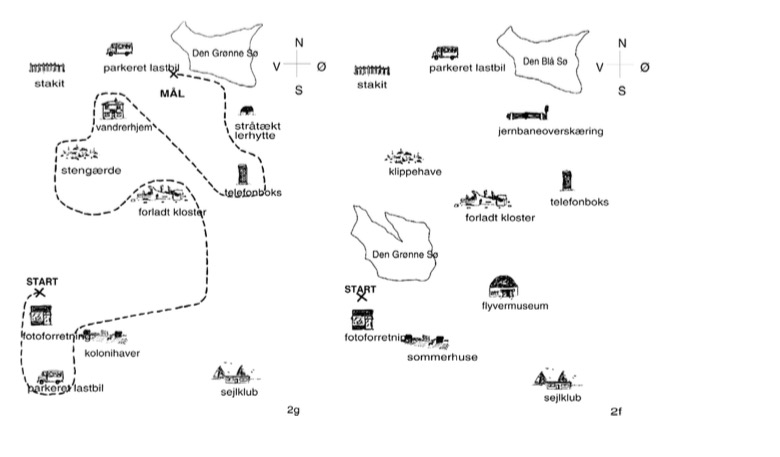 Den Grønne Sø
N
V
Ø
S
parkeret lastbil
stakit
MÅL
vandrerhjem
stråtækt
lerhytte
stengærde
telefonboks
forladt kloster
START
fotoforretning
kolonihaver
parkeret lastbil
sejlklub
2g
Den Blå Sø
N
V
Ø
S
parkeret lastbil
stakit
jernbaneoverskæring
klippehave
telefonboks
forladt kloster
Den Grønne Sø
START
flyvermuseum
fotoforretning
sommerhuse
sejlklub
2f